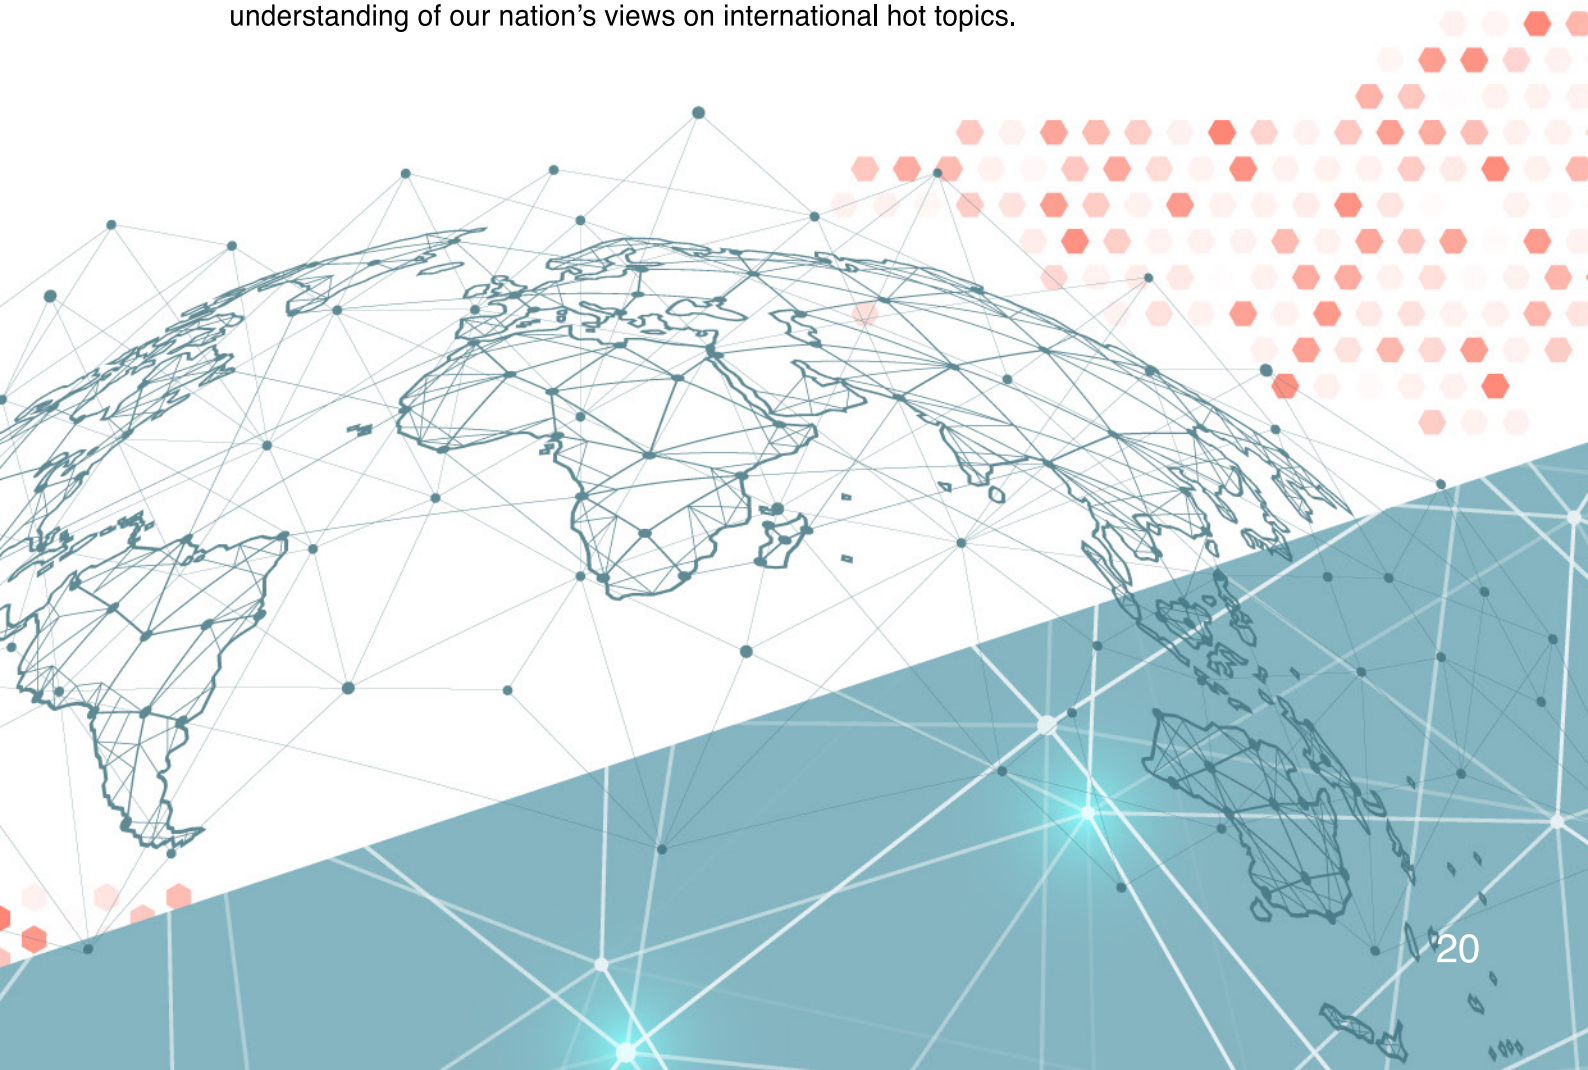 understanding of our nation’s views on international hot topics.
20